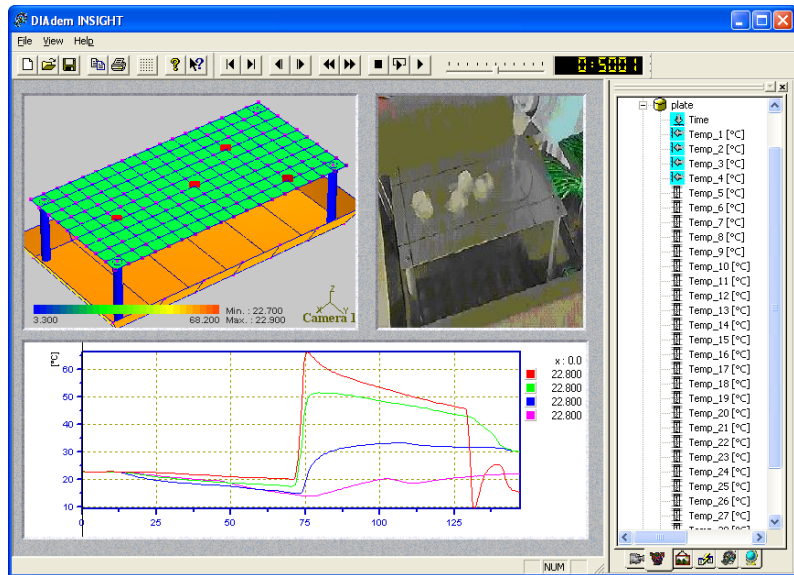 DIAdem INSIGHT
File View Help
0:5001
Min. : 22.700
3.300 68.200 Max. : 22.900
Z
X Y
Camera 1
[°C]
x : 0.0
22.800
22.800
22.800
22.800
60
50
40
30
20
10
0 25 50 75 100 125
plate
Time
Temp_1 [°C]
Temp_2 [°C]
Temp_3 [°C]
Temp_4 [°C]
Temp_5 [°C]
Temp_6 [°C]
Temp_7 [°C]
Temp_8 [°C]
Temp_9 [°C]
Temp_10 [°C]
Temp_11 [°C]
Temp_12 [°C]
Temp_13 [°C]
Temp_14 [°C]
Temp_15 [°C]
Temp_16 [°C]
Temp_17 [°C]
Temp_18 [°C]
Temp_19 [°C]
Temp_20 [°C]
Temp_21 [°C]
Temp_22 [°C]
Temp_23 [°C]
Temp_24 [°C]
Temp_25 [°C]
Temp_26 [°C]
Temp_27 [°C]
NUM